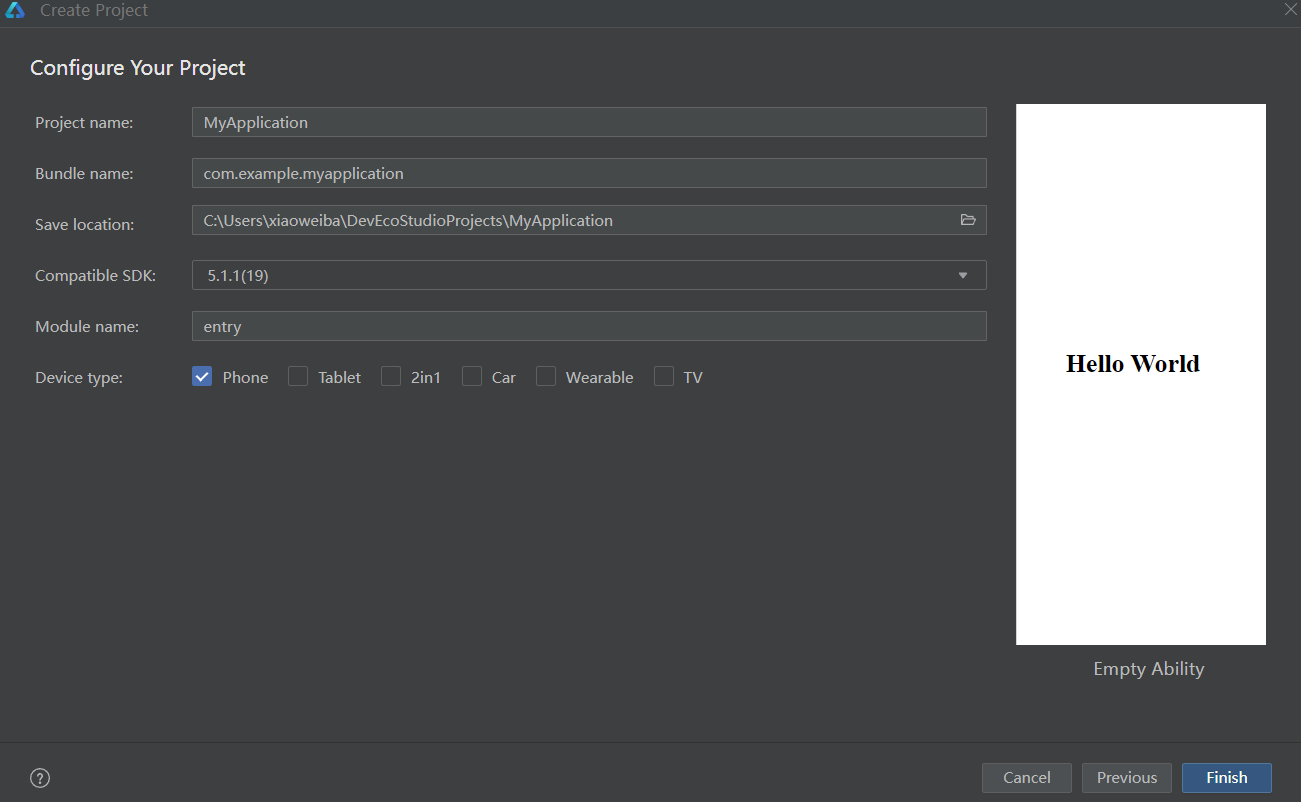 Create Project
Configure Your Project
Project name: MyApplication
Bundle name: com.example.myapplication
Save location: C:\Users\xiaoweiba\DevEcoStudioProjects\MyApplication
Compatible SDK: 5.1.1(19)
Module name: entry
Device type: Phone Tablet 2in1 Car Wearable TV
Hello World
Empty Ability
? Cancel Previous Finish